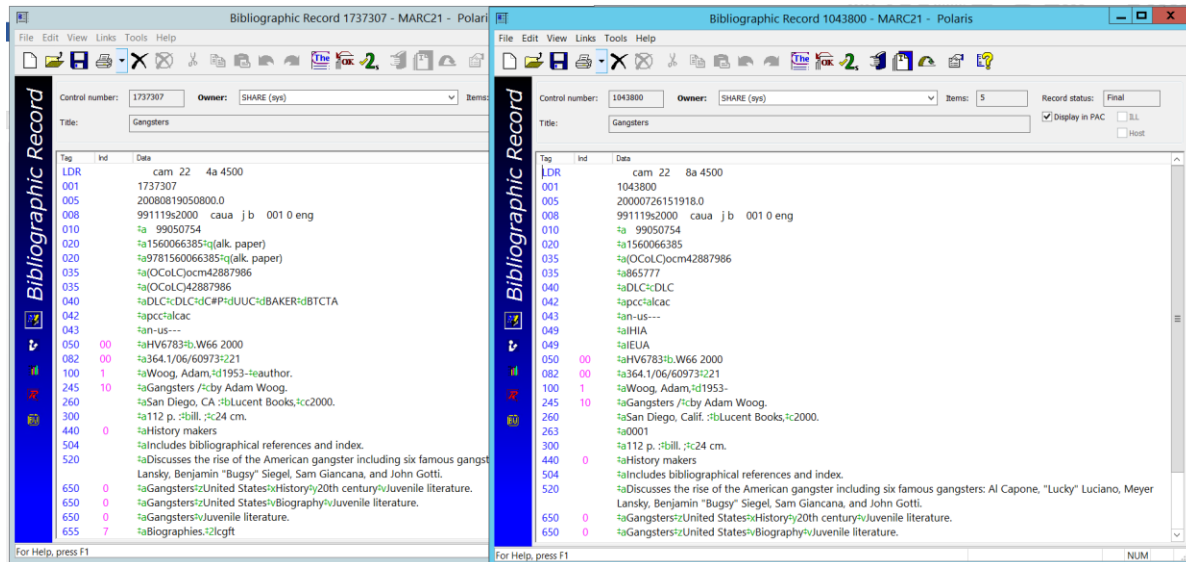 Bibliographic Record 1737307 - MARC21 - Polari
File Edit View Links Tools Help
Bibliographic Record
Control number: 1737307 Owner: SHARE (sys) Items:
Title: Gangsters
Tag Ind Data
LDR cam 22 4a 4500
001 1737307
005 20080819050800.0
008 991119s2000 caua j b 001 0 eng
010 ‡a 99050754
020 ‡a1560066385‡q(alk. paper)
020 ‡a9781560066385‡q(alk. paper)
035 ‡a(OCoLC)ocm42887986
035 ‡a(OCoLC)42887986
040 ‡aDLC‡cDLC‡dC#P‡dUUC‡dBAKER‡dBTCTA
042 ‡apcc‡alcac
043 ‡an-us---
050 00 ‡aHV6783‡b.W66 2000
082 00 ‡a364.1/06/60973‡221
100 1 ‡aWoog, Adam,‡d1953-‡eauthor.
245 10 ‡aGangsters /‡cby Adam Woog.
260 ‡aSan Diego, CA :‡bLucent Books,‡cc2000.
300 ‡a112 p. :‡bill. ;‡c24 cm.
440 0 ‡aHistory makers
504 ‡aIncludes bibliographical references and index.
520 ‡aDiscusses the rise of the American gangster including six famous gangst
Lansky, Benjamin "Bugsy" Siegel, Sam Giancana, and John Gotti.
650 0 ‡aGangsters‡zUnited States‡xHistory‡y20th century‡vJuvenile literature.
650 0 ‡aGangsters‡zUnited States‡vBiography‡vJuvenile literature.
650 0 ‡aGangsters‡vJuvenile literature.
655 7 ‡aBiographies.‡2lcgft
For Help, press F1
Bibliographic Record 1043800 - MARC21 - Polaris
File Edit View Links Tools Help
Bibliographic Record
Control number: 1043800 Owner: SHARE (sys) Items: 5 Record status: Final
Title: Gangsters Display in PAC ILL
Host
Tag Ind Data
LDR cam 22 8a 4500
001 1043800
005 20000726151918.0
008 991119s2000 caua j b 001 0 eng
010 ‡a 99050754
020 ‡a1560066385
035 ‡a(OCoLC)ocm42887986
035 ‡a865777
040 ‡aDLC‡cDLC
042 ‡apcc‡alcac
043 ‡an-us---
049 ‡aIHIA
049 ‡aIEUA
050 00 ‡aHV6783‡b.W66 2000
082 00 ‡a364.1/06/60973‡221
100 1 ‡aWoog, Adam,‡d1953-
245 10 ‡aGangsters /‡cby Adam Woog.
260 ‡aSan Diego, Calif. :‡bLucent Books,‡c2000.
263 ‡a0001
300 ‡a112 p. :‡bill. ;‡c24 cm.
440 0 ‡aHistory makers
504 ‡aIncludes bibliographical references and index.
520 ‡aDiscusses the rise of the American gangster including six famous gangsters: Al Capone, "Lucky" Luciano, Meyer
Lansky, Benjamin "Bugsy" Siegel, Sam Giancana, and John Gotti.
650 0 ‡aGangsters‡zUnited States‡xHistory‡y20th century‡vJuvenile literature.
650 0 ‡aGangsters‡zUnited States‡vBiography‡vJuvenile literature.
For Help, press F1
NUM